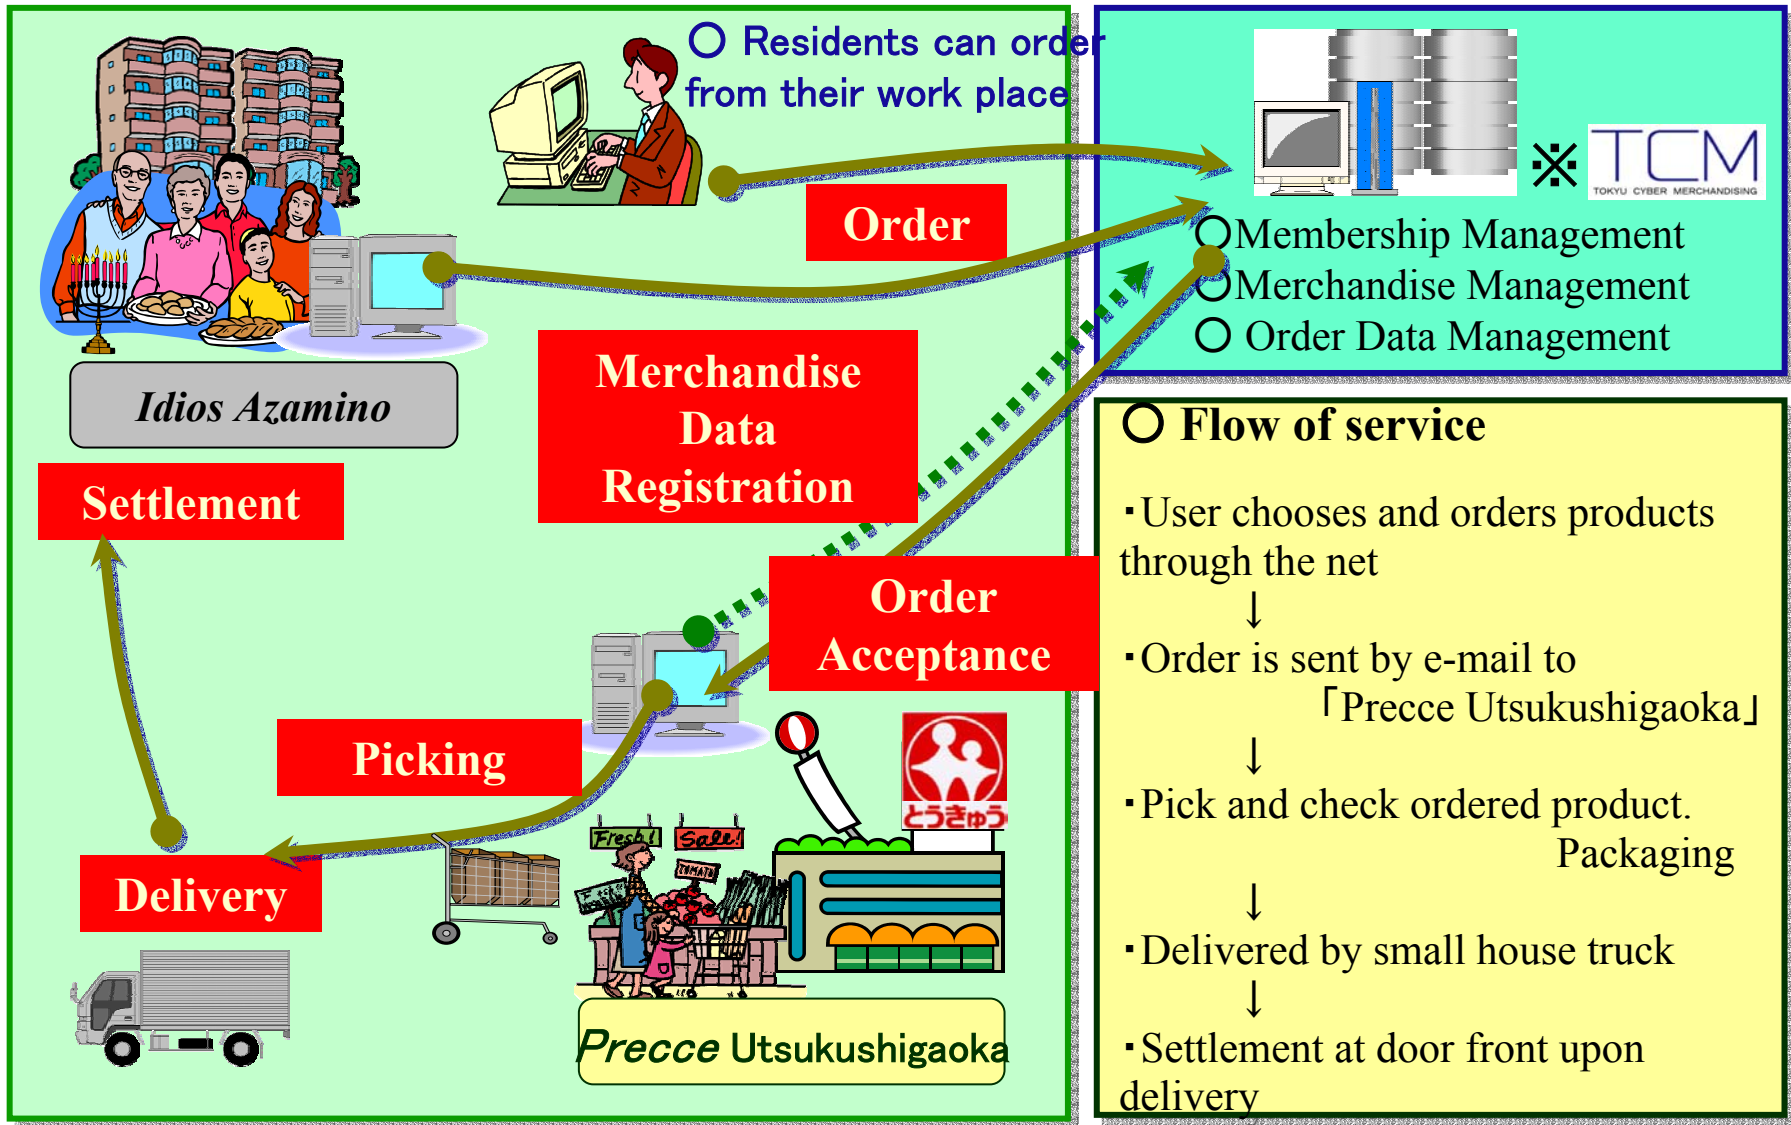 ○ Residents can order
from their work place
※
TCM
TOKYU CYBER MERCHANDISING
Order
○Membership Management
○Merchandise Management
○ Order Data Management
Merchandise
Data
Registration
Idios Azamino
Settlement
Order
Acceptance
Picking
とうきゅう
Fresh!
Sale!
TOMATO
Delivery
Precce Utsukushigaoka
○ Flow of service
・User chooses and orders products
through the net
↓
・Order is sent by e-mail to
「Precce Utsukushigaoka」
↓
・Pick and check ordered product.
Packaging
↓
・Delivered by small house truck
↓
・Settlement at door front upon
delivery